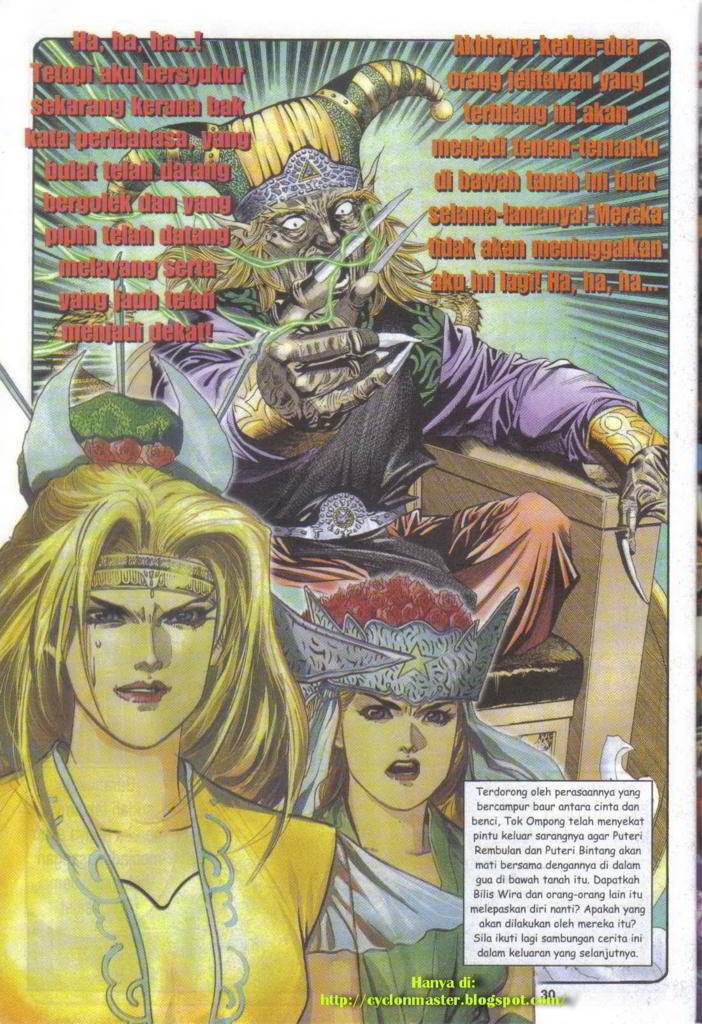 Ha, ha, ha...!
Tetapi aku bersyukur
sekarang kerana bak
kata peribahasa, yang
bulat telah datang
bergolek dan yang
pipih telah datang
melayang serta
yang jauh telah
menjadi dekat!
Akhirnya kedua-dua
orang jelitawan yang
terbilang ini akan
menjadi teman-temanku
di bawah tanah ini buat
selama-lamanya! Mereka
tidak akan meninggalkan
aku ini lagi! Ha, ha, ha...
Terdorong oleh perasaannya yang
bercampur baur antara cinta dan
benci, Tok Ompong telah menyekat
pintu keluar sarangnya agar Puteri
Rembulan dan Puteri Bintang akan
mati bersama dengannya di dalam
gua di bawah tanah itu. Dapatkah
Bilis Wira dan orang-orang lain itu
melepaskan diri nanti? Apakah yang
akan dilakukan oleh mereka itu?
Sila ikuti lagi sambungan cerita ini
dalam keluaran yang selanjutnya.
Hanya di:
30
http://cyclonmaster.blogspot.com/